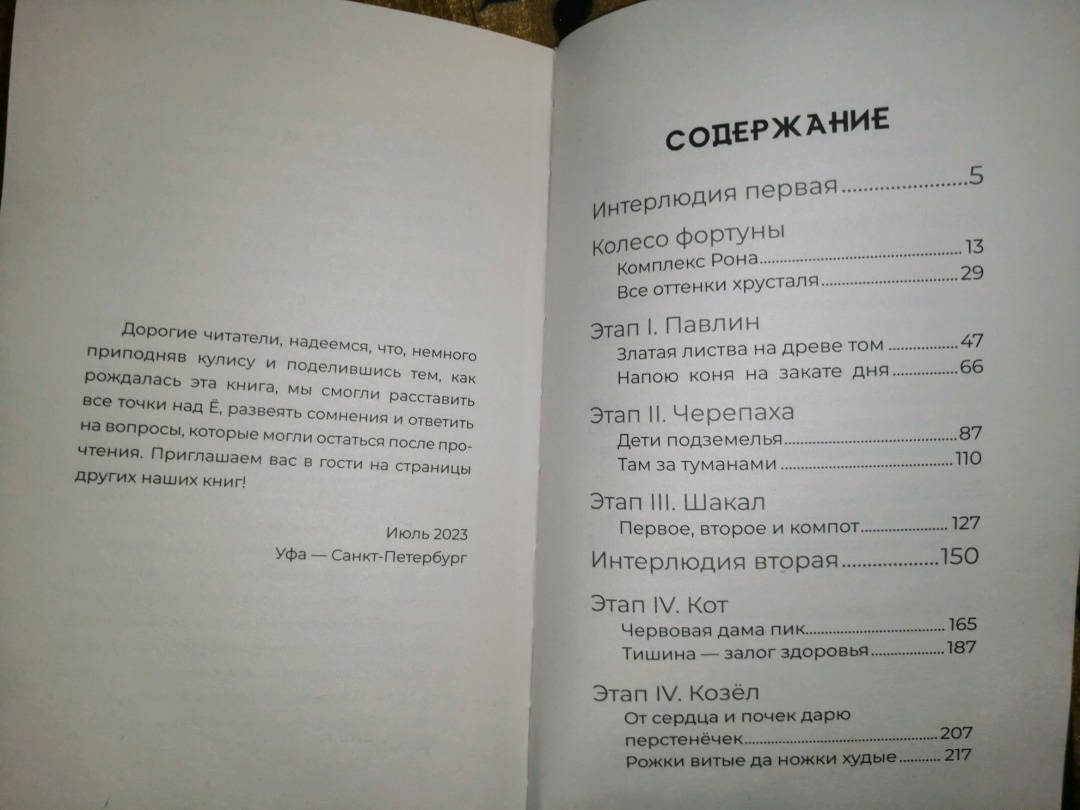 Дорогие читатели, надеемся, что, немного
приподняв кулису и поделившись тем, как
рождалась эта книга, мы смогли расставить
все точки над Ё, развеять сомнения и ответить
на вопросы, которые могли остаться после про-
чтения. Приглашаем вас в гости на страницы
других наших книг!
Июль 2023
Уфа — Санкт-Петербург
СОДЕРЖАНИЕ
Интерлюдия первая.......................5
Колесо фортуны
Комплекс Рона.....................................13
Все оттенки хрусталя.........................29
Этап I. Павлин
Златая листва на древе том.............47
Напою коня на закате дня............66
Этап II. Черепаха
Дети подземелья................................87
Там за туманами................................110
Этап III. Шакал
Первое, второе и компот................127
Интерлюдия вторая.................150
Этап IV. Кот
Червовая дама пик..........................165
Тишина — залог здоровья..............187
Этап IV. Козёл
От сердца и почек дарю
перстенёчек.....................................207
Рожки витые да ножки худые........217